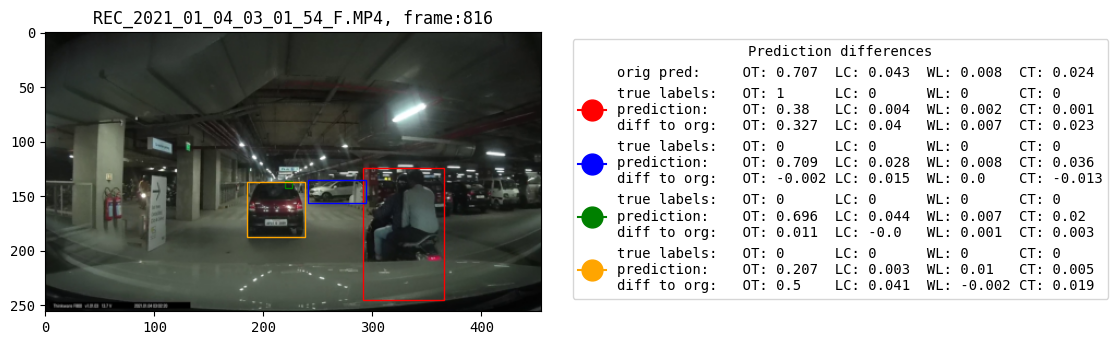 REC_2021_01_04_03_01_54_F.MP4, frame:816
0
50
100
150
200
250
0
100
200
300
400
Prediction differences
orig pred: OT: 0.707 LC: 0.043 WL: 0.008 CT: 0.024
true labels: OT: 1 LC: 0 WL: 0 CT: 0
prediction: OT: 0.38 LC: 0.004 WL: 0.002 CT: 0.001
diff to org: OT: 0.327 LC: 0.04 WL: 0.007 CT: 0.023
true labels: OT: 0 LC: 0 WL: 0 CT: 0
prediction: OT: 0.709 LC: 0.028 WL: 0.008 CT: 0.036
diff to org: OT: -0.002 LC: 0.015 WL: 0.0 CT: -0.013
true labels: OT: 0 LC: 0 WL: 0 CT: 0
prediction: OT: 0.696 LC: 0.044 WL: 0.007 CT: 0.02
diff to org: OT: 0.011 LC: -0.0 WL: 0.001 CT: 0.003
true labels: OT: 0 LC: 0 WL: 0 CT: 0
prediction: OT: 0.207 LC: 0.003 WL: 0.01 CT: 0.005
diff to org: OT: 0.5 LC: 0.041 WL: -0.002 CT: 0.019